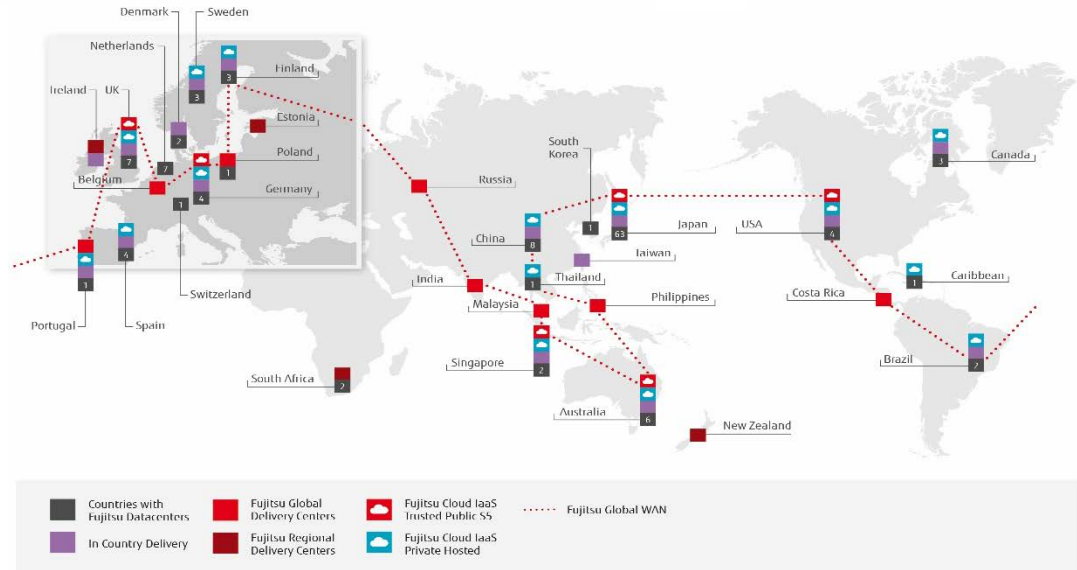 Denmark
Sweden
Netherlands
Finland
3
Ireland
UK
3
Estonia
2
7
7
Poland
1
Belgium
Germany
4
1
South
Korea
Russia
1
Japan
63
USA
4
3
Canada
China
8
Taiwan
4
1
Switzerland
India
Thailand
1
Malaysia
Philippines
Caribbean
1
Costa Rica
Portugal
Spain
Singapore
2
Brazil
2
South Africa
2
Australia
6
New Zealand
Countries with
Fujitsu Datacenters
In Country Delivery
Fujitsu Global
Delivery Centers
Fujitsu Regional
Delivery Centers
Fujitsu Cloud IaaS
Trusted Public S5
Fujitsu Cloud IaaS
Private Hosted
Fujitsu Global WAN